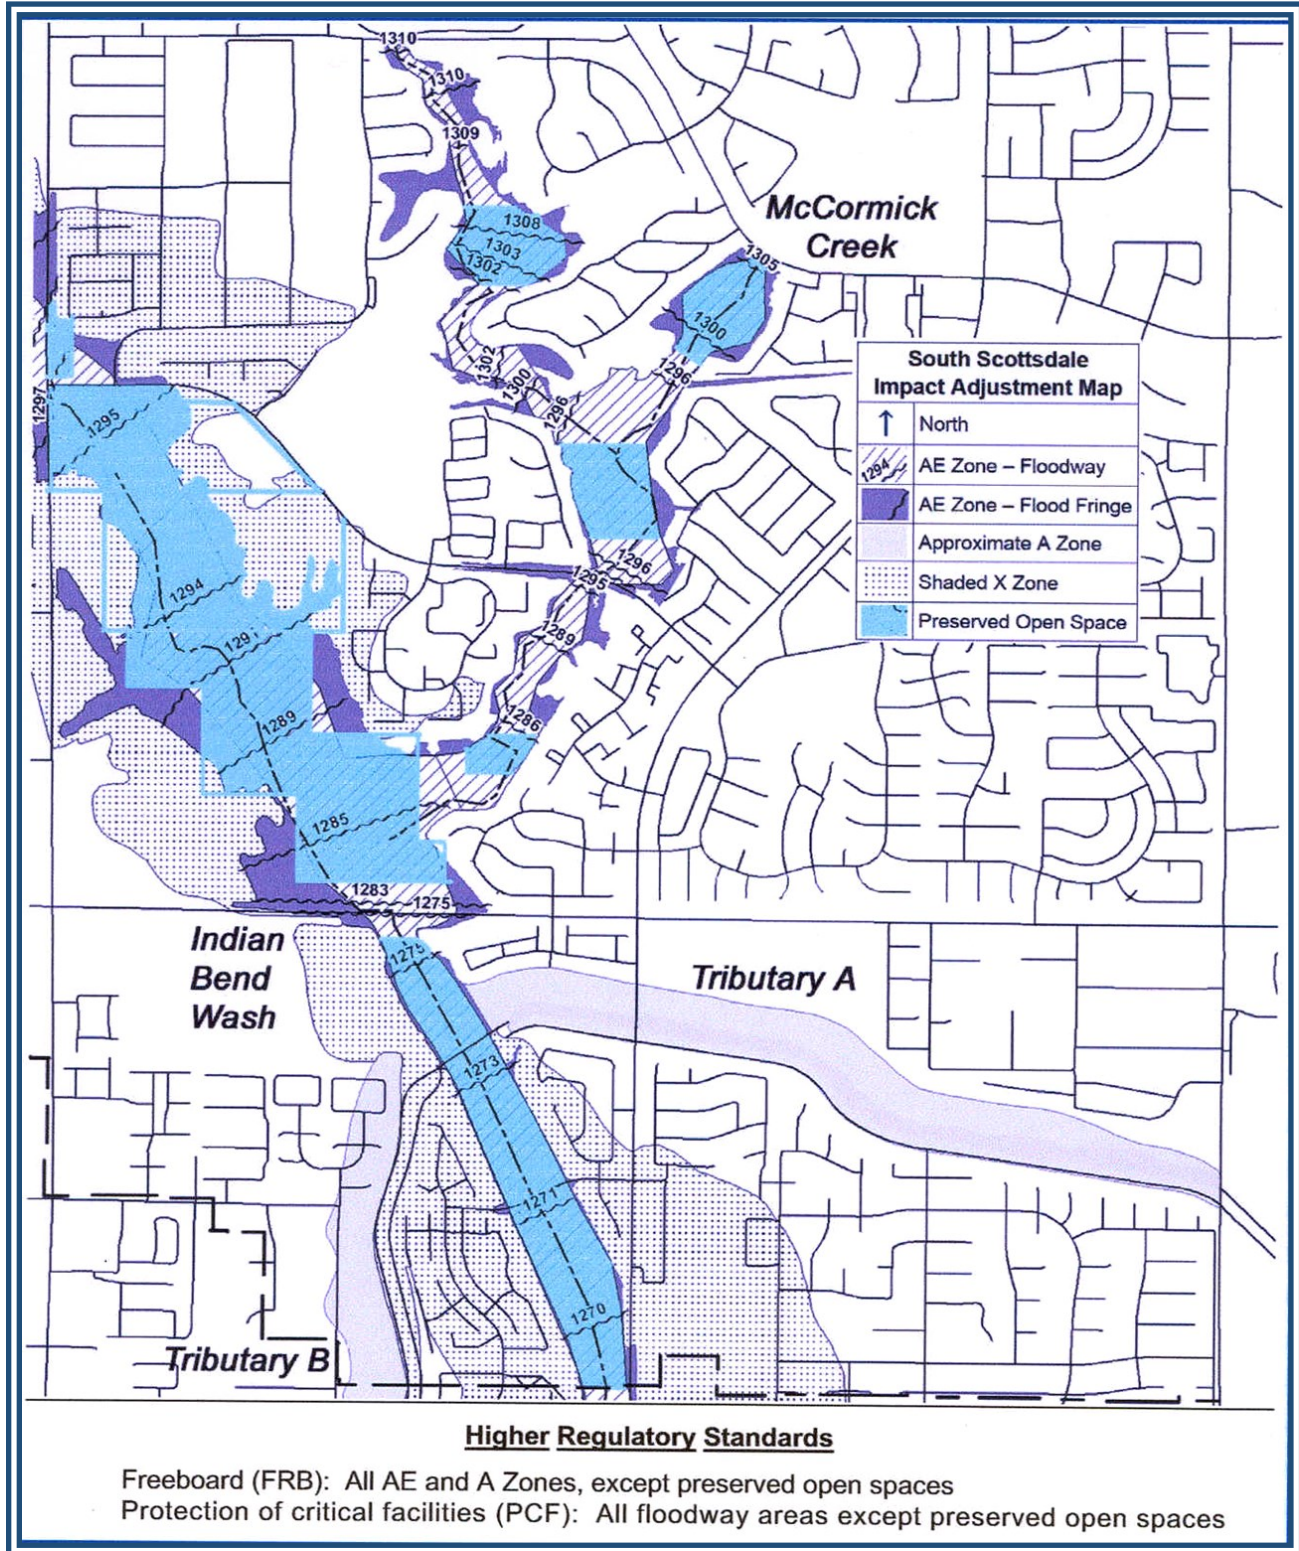 1310
1310
1309
McCormick
Creek
1308
1303
1302
1305
1300
1302
1300
1296
1296
1297
1295
South Scottsdale
Impact Adjustment Map
North
1294 AE Zone – Floodway
AE Zone – Flood Fringe
Approximate A Zone
Shaded X Zone
Preserved Open Space
1296
1295
1294
1289
1291
1286
1289
1285
1283
1275
Indian
Bend
Wash
1275
Tributary A
1273
1271
1270
Tributary B
Higher Regulatory Standards
Freeboard (FRB): All AE and A Zones, except preserved open spaces
Protection of critical facilities (PCF): All floodway areas except preserved open spaces